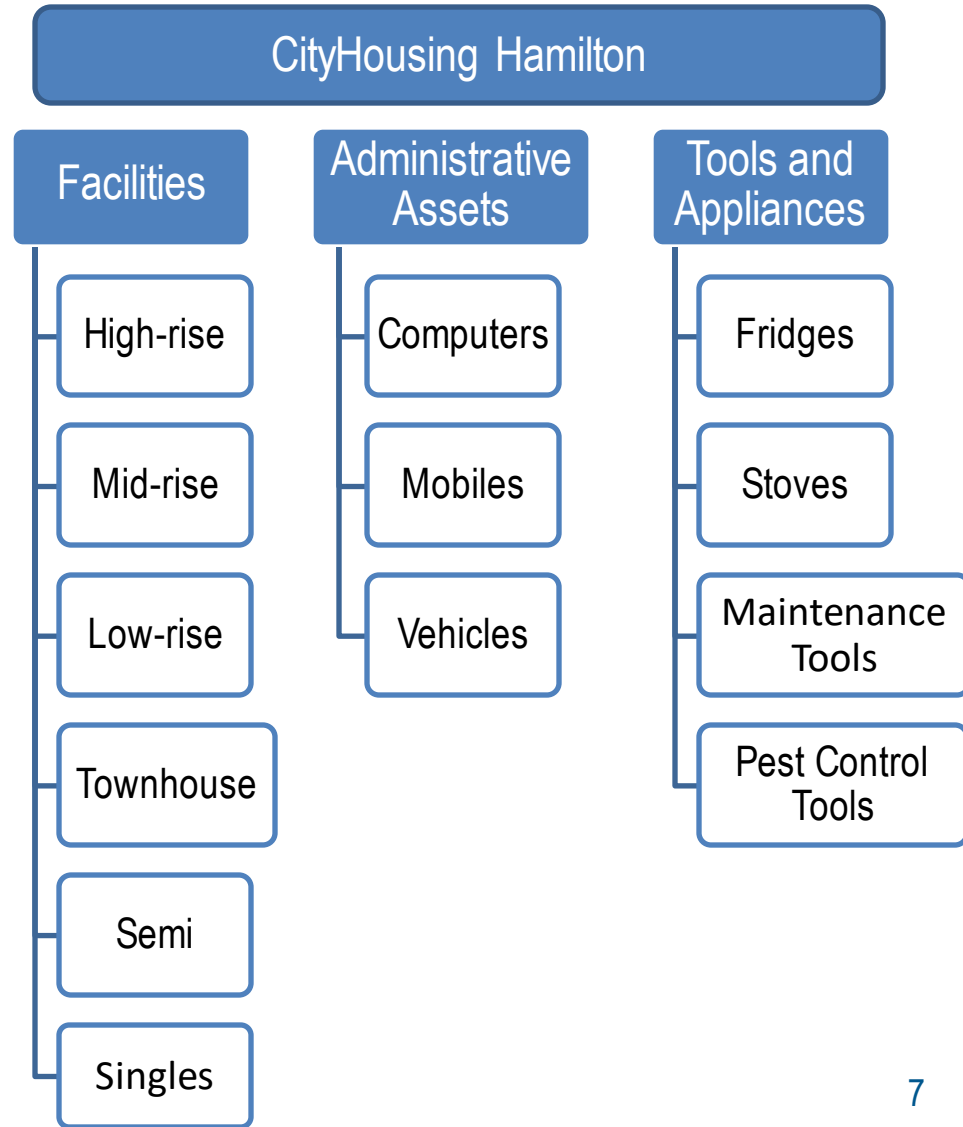 CityHousing Hamilton
Facilities
High-rise
Mid-rise
Low-rise
Townhouse
Semi
Singles
Administrative
Assets
Computers
Mobiles
Vehicles
Tools and
Appliances
Fridges
Stoves
Maintenance
Tools
Pest Control
Tools
7